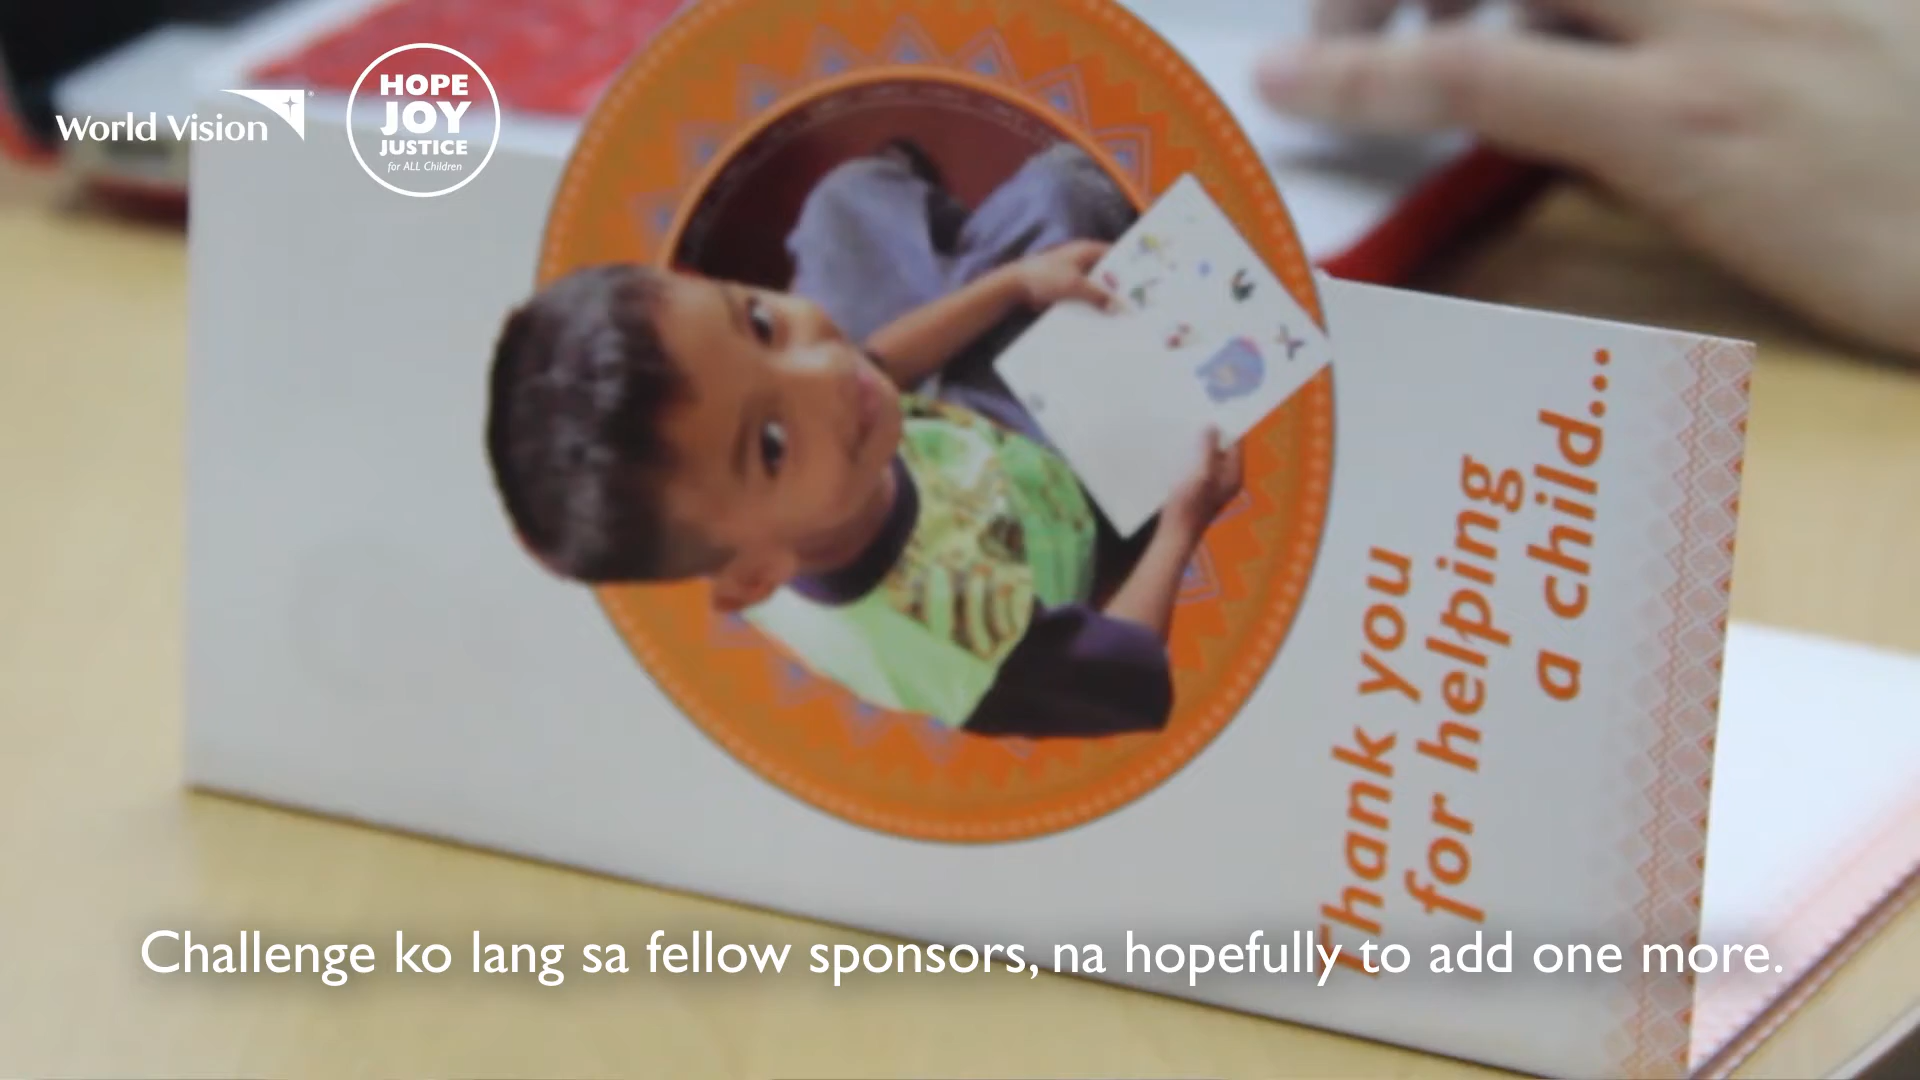 World Vision
HOPE
JOY
JUSTICE
for ALL Children
Thank you
for helping
a child...
Challenge ko lang sa fellow sponsors, na hopefully to add one more.